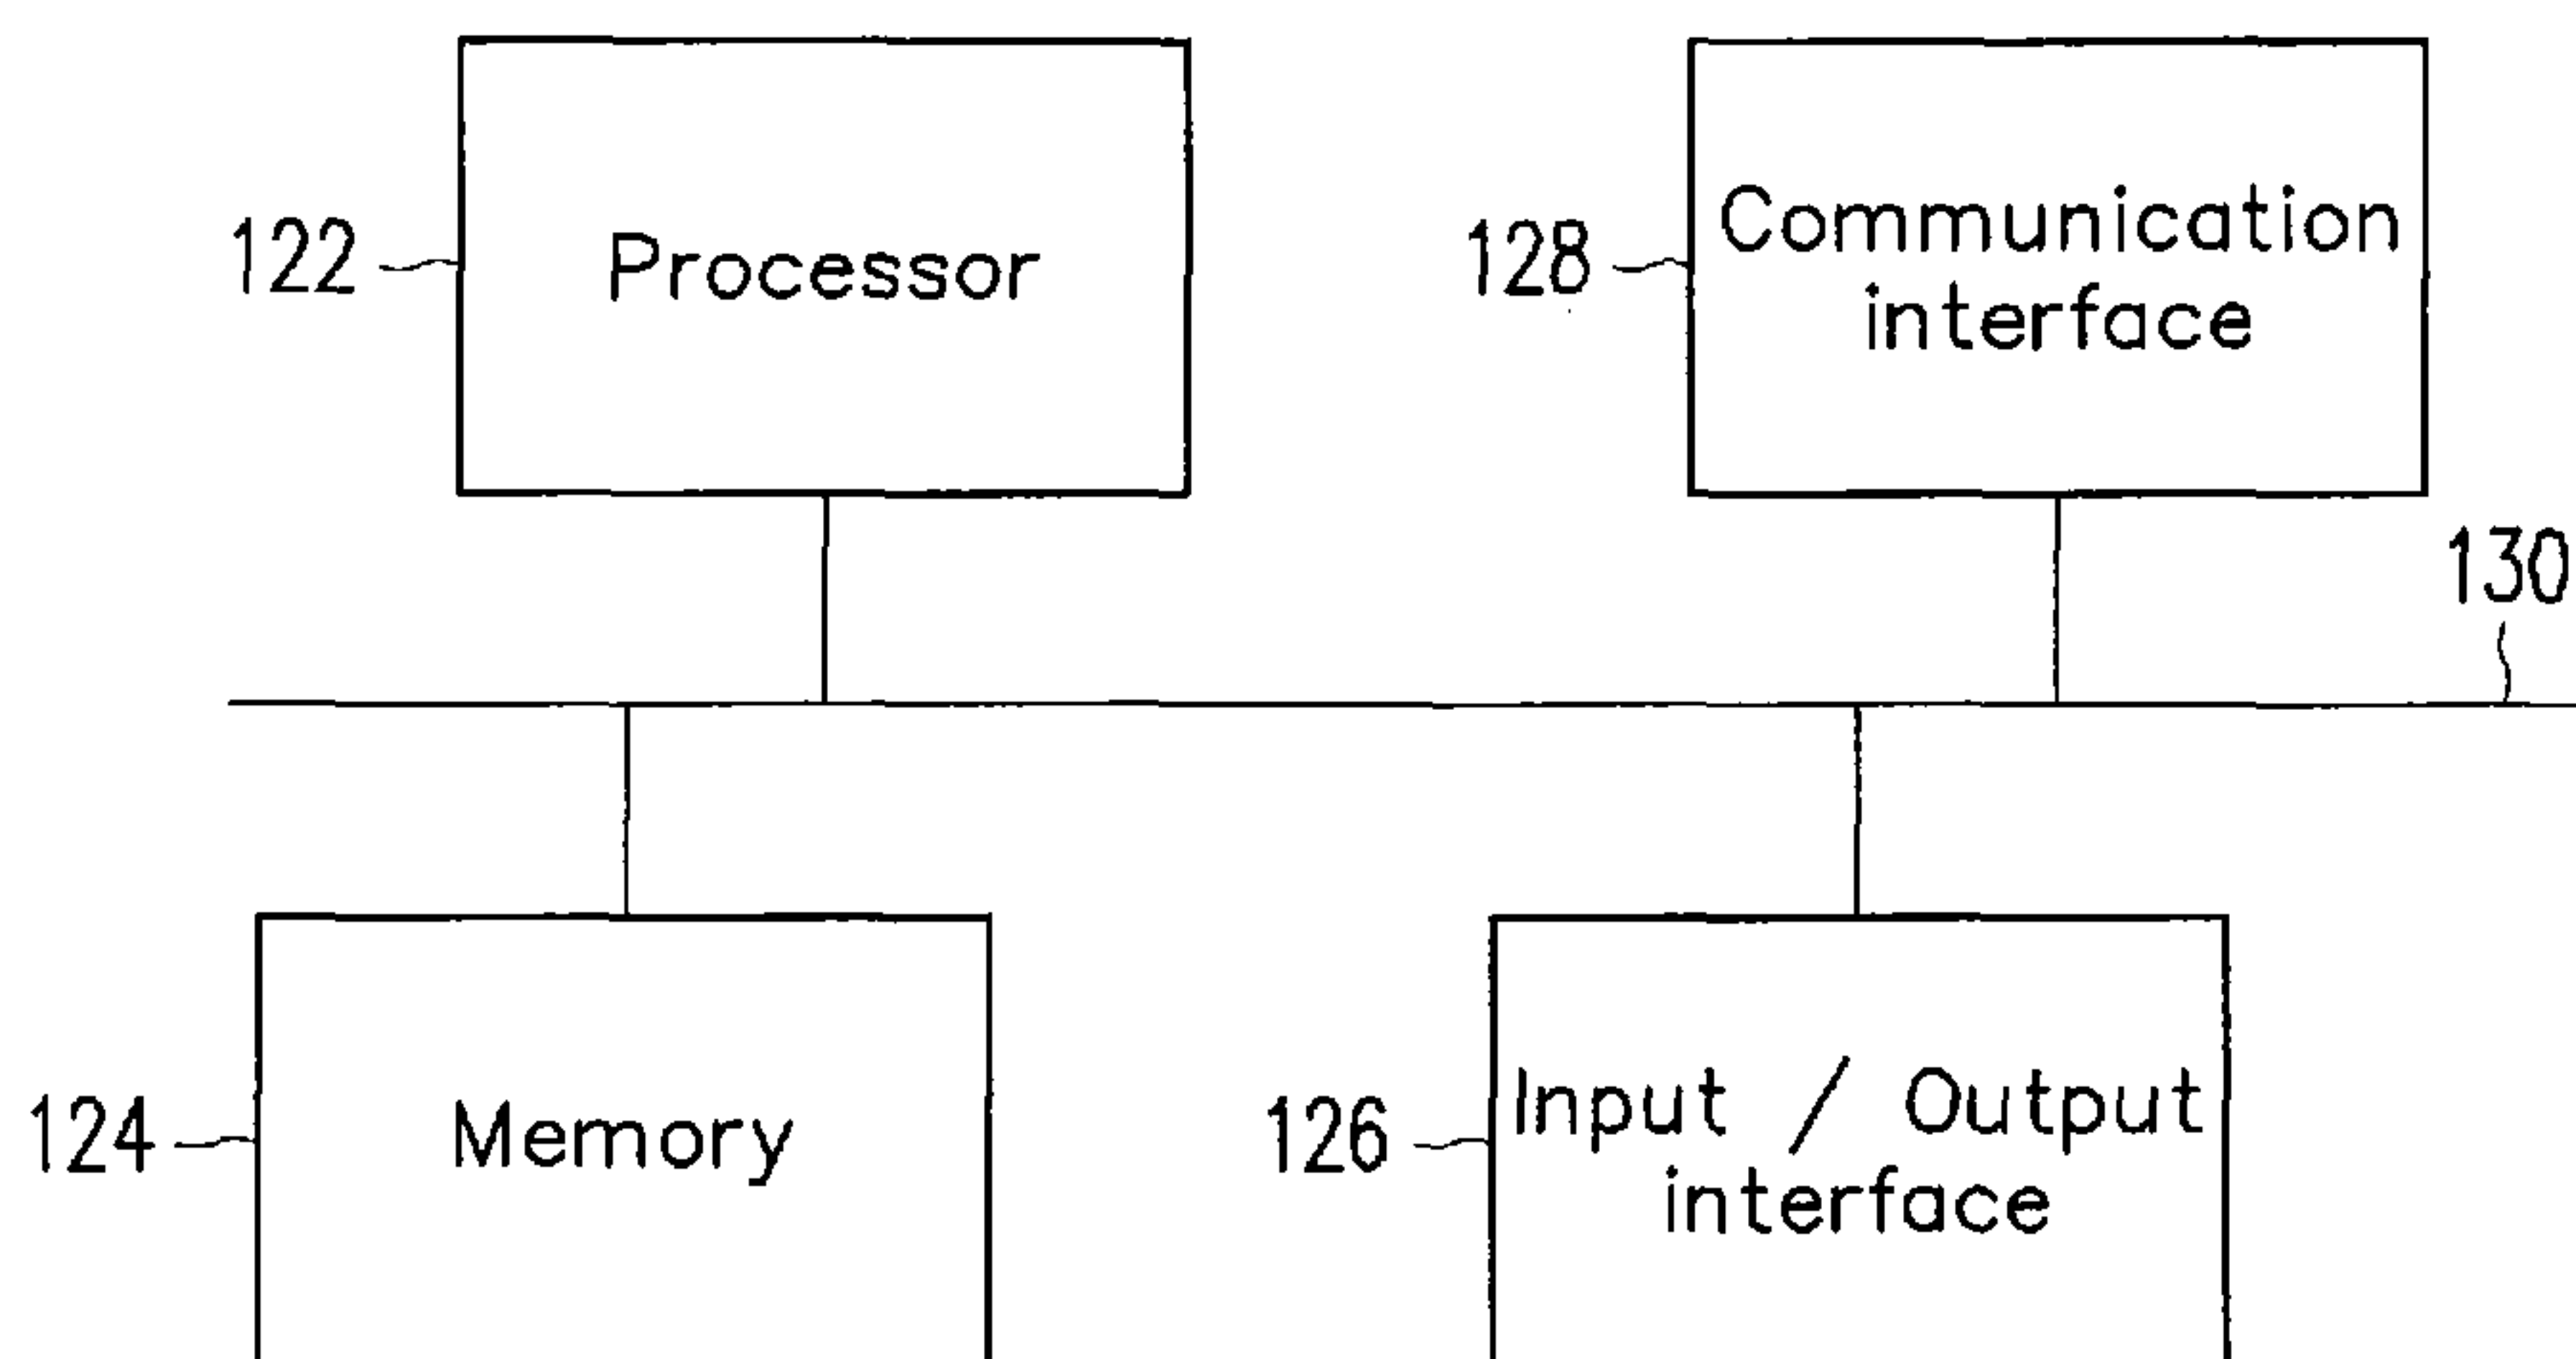 122
Processor
128
Communication
interface
130
124
Memory
126
Input / Output
interface